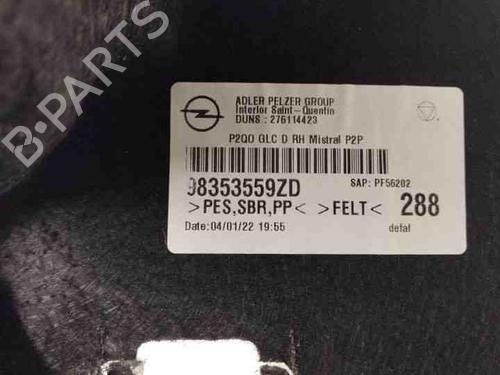 ADLER PELZER GROUP
Interior Saint-Quentin
DUNS : 276114423
P2QO GLC D RH Mistral P2P
98353559ZD
SAP: PF56202
>PES,SBR,PP< >FELT<
288
Date:04/01/22 19:55
defaf
B-PARTS